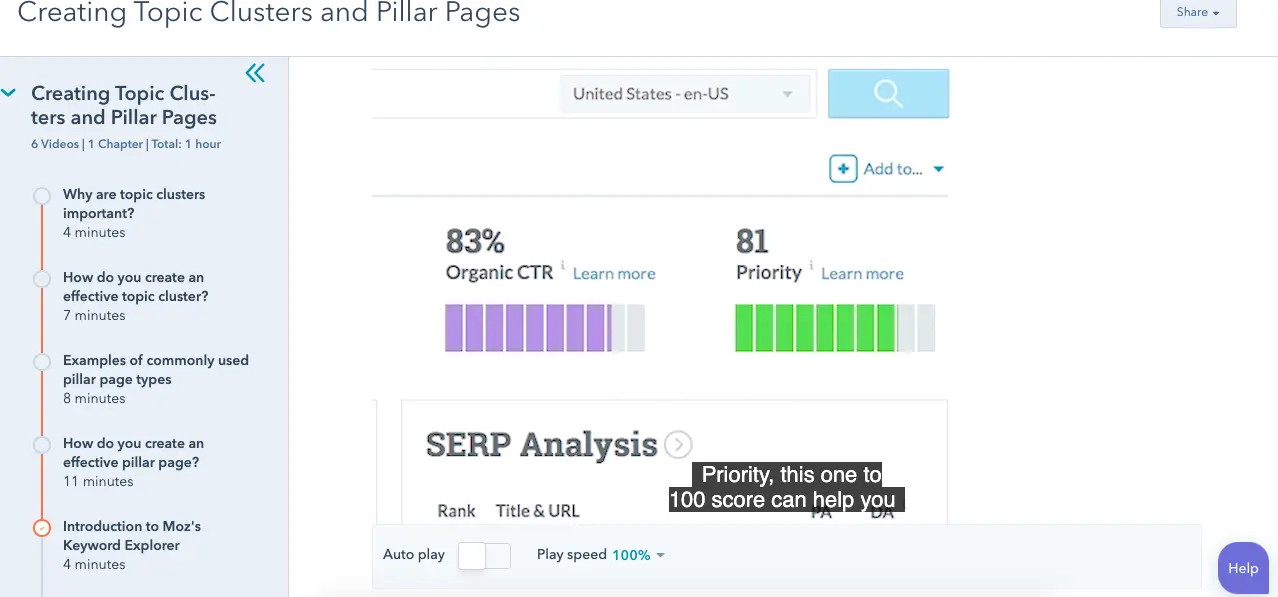 Creating Topic Clusters and Pillar Pages
Share
Creating Topic Clus-
ters and Pillar Pages
6 Videos | 1 Chapter | Total: 1 hour
Why are topic clusters
important?
4 minutes
How do you create an
effective topic cluster?
7 minutes
Examples of commonly used
pillar page types
8 minutes
How do you create an
effective pillar page?
11 minutes
Introduction to Moz's
Keyword Explorer
4 minutes
United States - en-US
Add to...
83%
Organic CTR i Learn more
81
Priority i Learn more
SERP Analysis
Priority, this one to
100 score can help you
Rank Title & URL PA DA
Auto play
Play speed 100%
Help